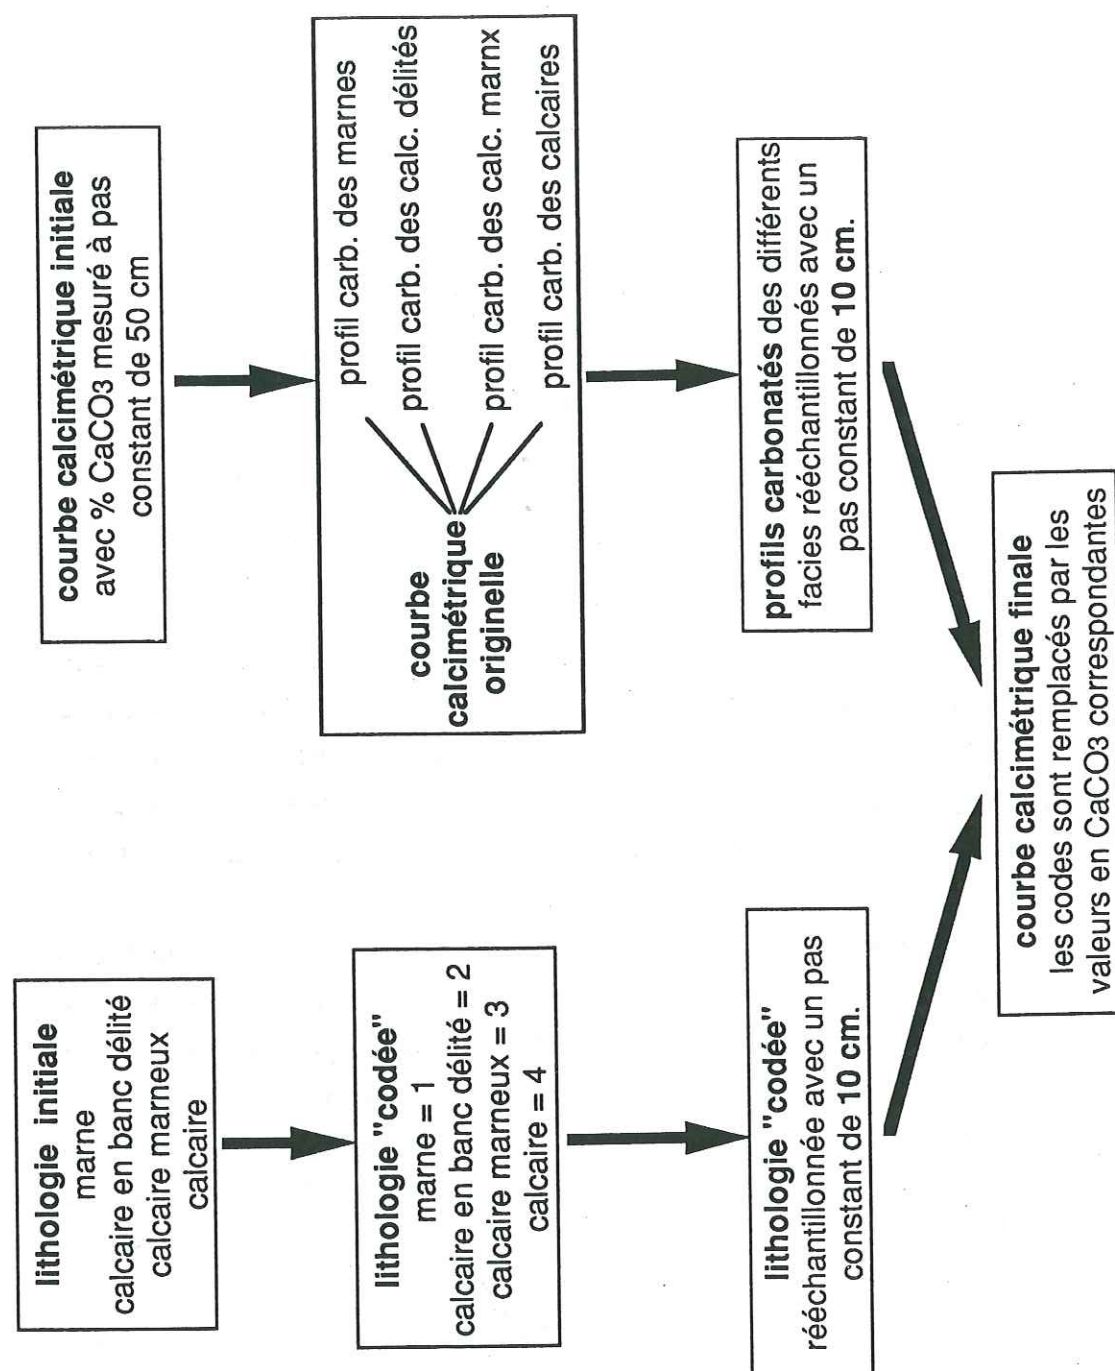 lithologie initiale
marne
calcaire en banc délité
calcaire marneux
calcaire
lithologie "codée"
marne = 1
calcaire en banc délité = 2
calcaire marneux = 3
calcaire = 4
lithologie "codée"
rééchantillonnée avec un pas
constant de 10 cm.
courbe calcimétrique initiale
avec % CaCO3 mesuré à pas
constant de 50 cm
courbe
calcimétrique
originelle
profil carb. des marnes
profil carb. des calc. délités
profil carb. des calc. marnx
profil carb. des calcaires
profils carbonatés des différents
facies rééchantillonnés avec un
pas constant de 10 cm.
courbe calcimétrique finale
les codes sont remplacés par les
valeurs en CaCO3 correspondantes